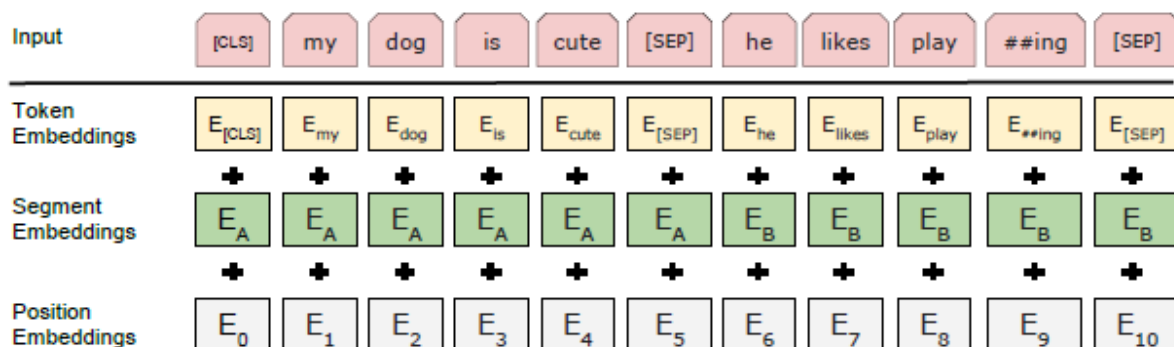 Input [CLS] my dog is cute [SEP] he likes play ##ing [SEP]
Token Embeddings E[CLS] Emy Edog Eis Ecute E[SEP] Ehe Elikes Eplay E##ing E[SEP]
+ + + + + + + + + + +
Segment Embeddings EA EA EA EA EA EA EB EB EB EB EB
+ + + + + + + + + + +
Position Embeddings E0 E1 E2 E3 E4 E5 E6 E7 E8 E9 E10